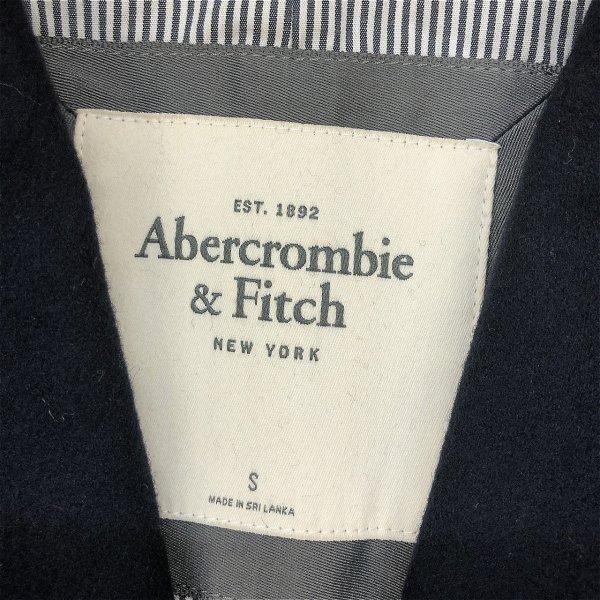 EST. 1892
Abercrombie
& Fitch
NEW YORK
S
MADE IN SRI LANKA